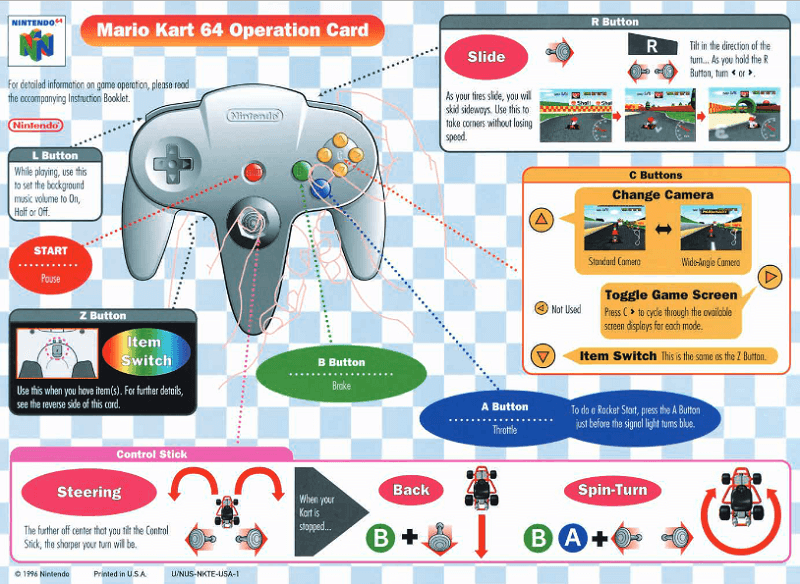 NINTENDO 64
Mario Kart 64 Operation Card
For detailed information on game operation, please read
the accompanying Instruction Booklet.
Nintendo
Nintendo
L Button
While playing, use this
to set the background
music volume to On,
Half or Off.
START
Pause
Z Button
Item
Switch
Use this when you have item(s). For further details,
see the reverse side of this card.
R Button
Slide
R
Tilt in the direction of the
turn... As you hold the R
Button, turn ◀ or ▶.
As your tires slide, you will
skid sideways. Use this to
take corners without losing
speed.
C Buttons
Change Camera
Standard Camera
Wide-Angle Camera
Toggle Game Screen
Press C ▶ to cycle through the available
screen displays for each mode.
Not Used
Item Switch This is the same as the Z Button.
B Button
Brake
A Button
Throttle
To do a Rocket Start, press the A Button
just before the signal light turns blue.
Control Stick
Steering
The further off center that you tilt the Control
Stick, the sharper your turn will be.
When your
Kart is
stopped...
Back
B +
Spin-Turn
B A +
© 1996 Nintendo Printed in U.S.A. U/NUS-NKTE-USA-1